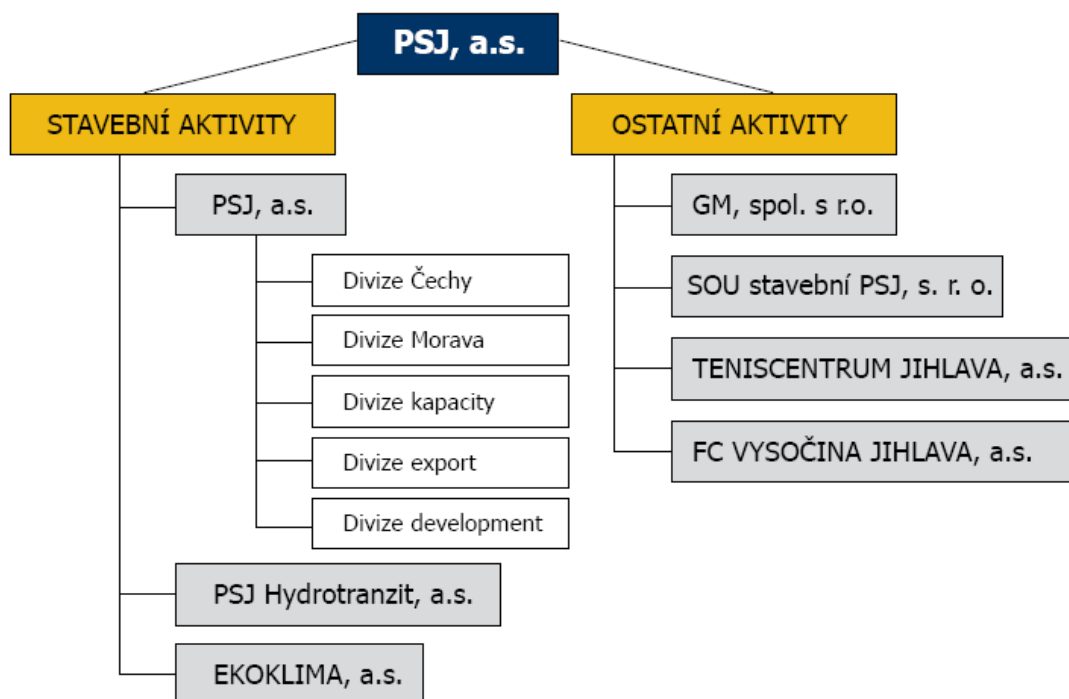 PSJ, a.s.
STAVEBNÍ AKTIVITY
PSJ, a.s.
Divize Čechy
Divize Morava
Divize kapacity
Divize export
Divize development
PSJ Hydrotranzit, a.s.
EKOKLIMA, a.s.
OSTATNÍ AKTIVITY
GM, spol. s r.o.
SOU stavební PSJ, s. r. o.
TENISCENTRUM JIHLAVA, a.s.
FC VYSOČINA JIHLAVA, a.s.